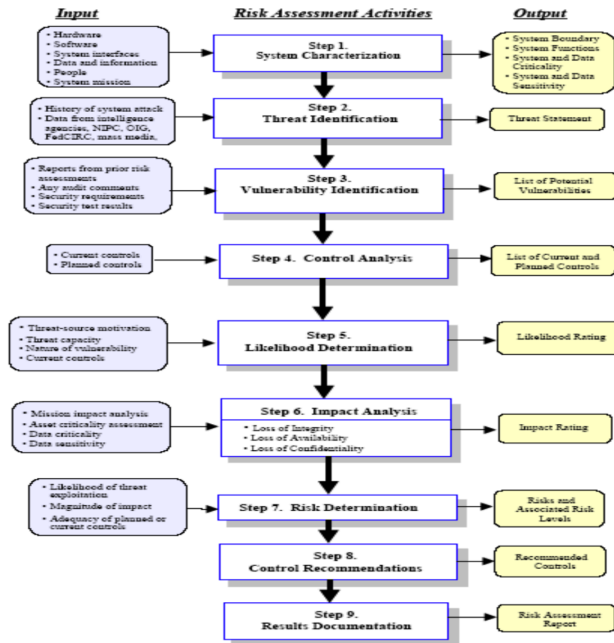 Input
Risk Assessment Activities
Output
• Hardware
• Software
• System interfaces
• Data and information
• People
• System mission
Step 1.
System Characterization
• System Boundary
• System Functions
• System and Data
Criticality
• System and Data
Sensitivity
• History of system attack
• Data from intelligence
agencies, NIPC, OIG,
FedCIRC, mass media,
Step 2.
Threat Identification
Threat Statement
• Reports from prior risk
assessments
• Any audit comments
• Security requirements
• Security test results
Step 3.
Vulnerability Identification
List of Potential
Vulnerabilities
• Current controls
• Planned controls
Step 4. Control Analysis
List of Current and
Planned Controls
• Threat-source motivation
• Threat capacity
• Nature of vulnerability
• Current controls
Step 5.
Likelihood Determination
Likelihood Rating
• Mission impact analysis
• Asset criticality assessment
• Data criticality
• Data sensitivity
Step 6. Impact Analysis
• Loss of Integrity
• Loss of Availability
• Loss of Confidentiality
Impact Rating
• Likelihood of threat
exploitation
• Magnitude of impact
• Adequacy of planned or
current controls
Step 7. Risk Determination
Risks and
Associated Risk
Levels
Step 8.
Control Recommendations
Recommended
Controls
Step 9.
Results Documentation
Risk Assessment
Report